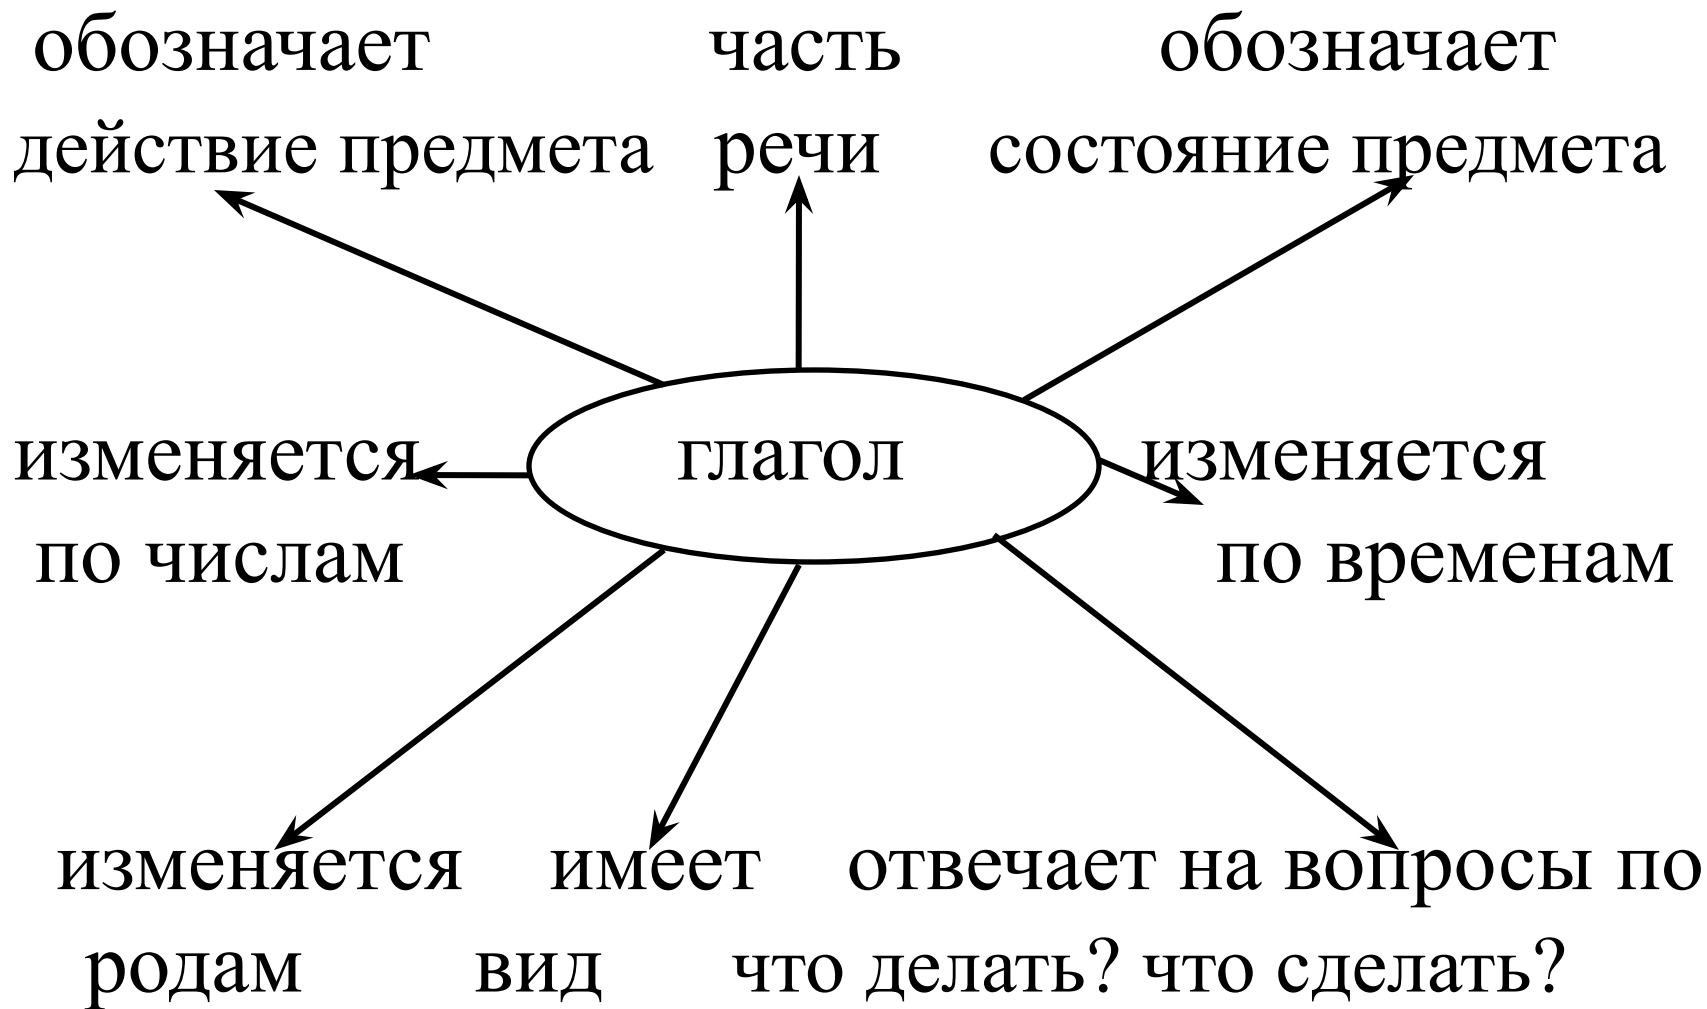 обозначает часть обозначает
действие предмета речи состояние предмета
изменяется глагол изменяется
по числам по временам
изменяется имеет отвечает на вопросы по
родам вид что делать? что сделать?